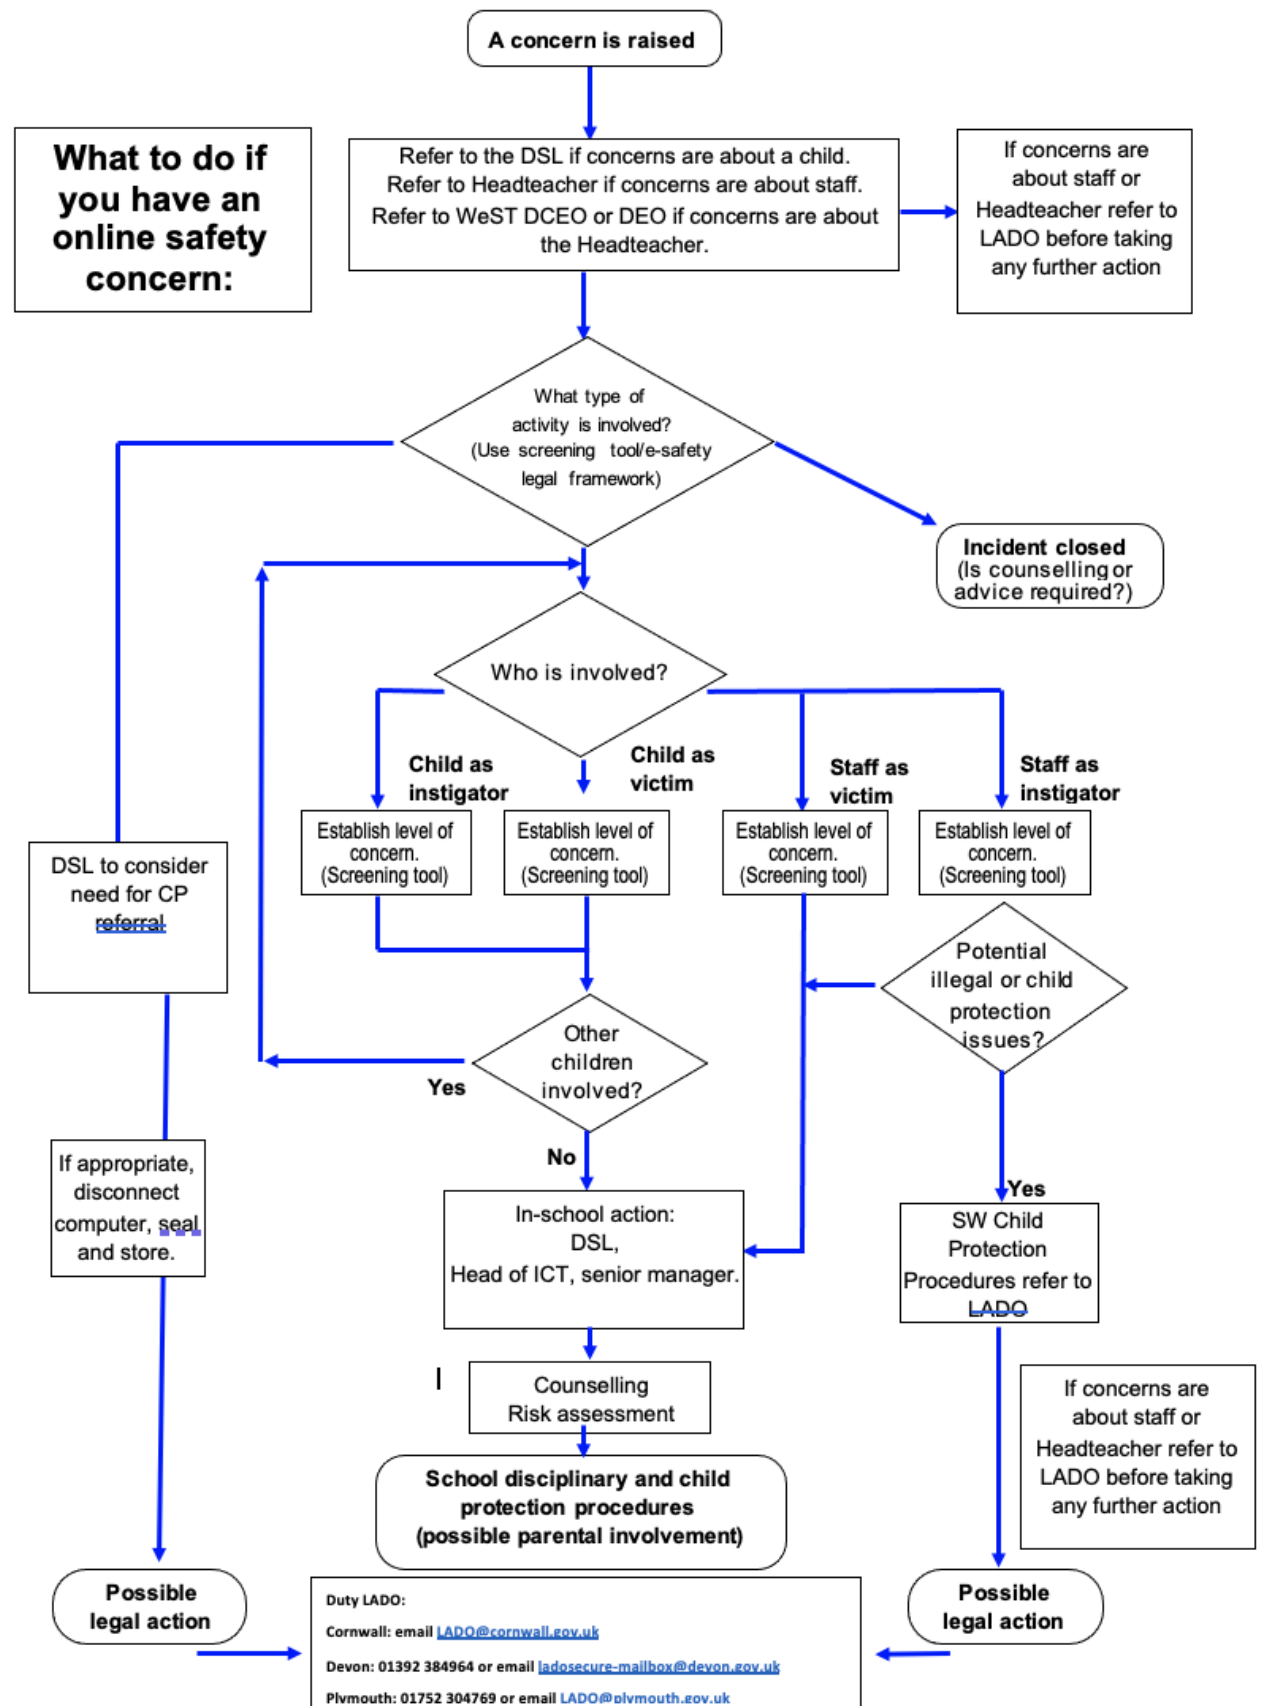 A concern is raised
What to do if
you have an
online safety
concern:
Refer to the DSL if concerns are about a child.
Refer to Headteacher if concerns are about staff.
Refer to WeST DCEO or DEO if concerns are about
the Headteacher.
If concerns are
about staff or
Headteacher refer to
LADO before taking
any further action
What type of
activity is involved?
(Use screening tool/e-safety
legal framework)
Incident closed
(Is counselling or
advice required?)
Who is involved?
Child as
instigator
Child as
victim
Staff as
victim
Staff as
instigator
Establish level of
concern.
(Screening tool)
Establish level of
concern.
(Screening tool)
Establish level of
concern.
(Screening tool)
Establish level of
concern.
(Screening tool)
DSL to consider
need for CP
referral
Potential
illegal or child
protection
issues?
Other
children
involved?
Yes
No
Yes
If appropriate,
disconnect
computer, seal
and store.
In-school action:
DSL,
Head of ICT, senior manager.
SW Child
Protection
Procedures refer to
LADO
Counselling
Risk assessment
If concerns are
about staff or
Headteacher refer to
LADO before taking
any further action
School disciplinary and child
protection procedures
(possible parental involvement)
Possible
legal action
Possible
legal action
Duty LADO:
Cornwall: email LADO@cornwall.gov.uk
Devon: 01392 384964 or email ladosecure-mailbox@devon.gov.uk
Plymouth: 01752 304769 or email LADO@plymouth.gov.uk